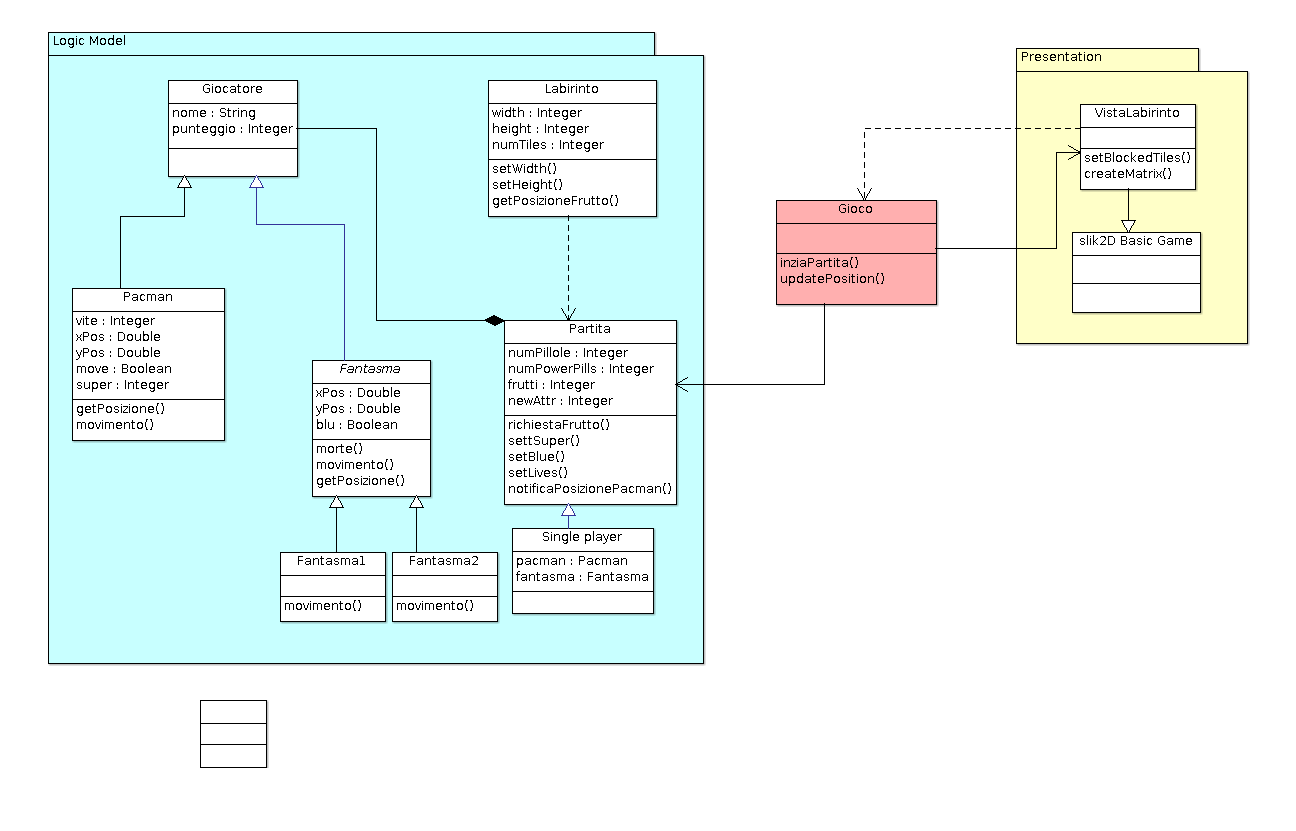 Logic Model
Giocatore
nome : String
punteggio : Integer
Labirinto
width : Integer
height : Integer
numTiles : Integer
setWidth()
setHeight()
getPosizioneFrutto()
Pacman
vite : Integer
xPos : Double
yPos : Double
move : Boolean
super : Integer
getPosizione()
movimento()
Fantasma
xPos : Double
yPos : Double
blu : Boolean
morte()
movimento()
getPosizione()
Partita
numPillole : Integer
numPowerPills : Integer
frutti : Integer
newAttr : Integer
richiestaFrutto()
settSuper()
setBlue()
setLives()
notificaPosizionePacman()
Fantasma1
movimento()
Fantasma2
movimento()
Single player
pacman : Pacman
fantasma : Fantasma
Gioco
inziaPartita()
updatePosition()
Presentation
VistaLabirinto
setBlockedTiles()
createMatrix()
slik2D Basic Game